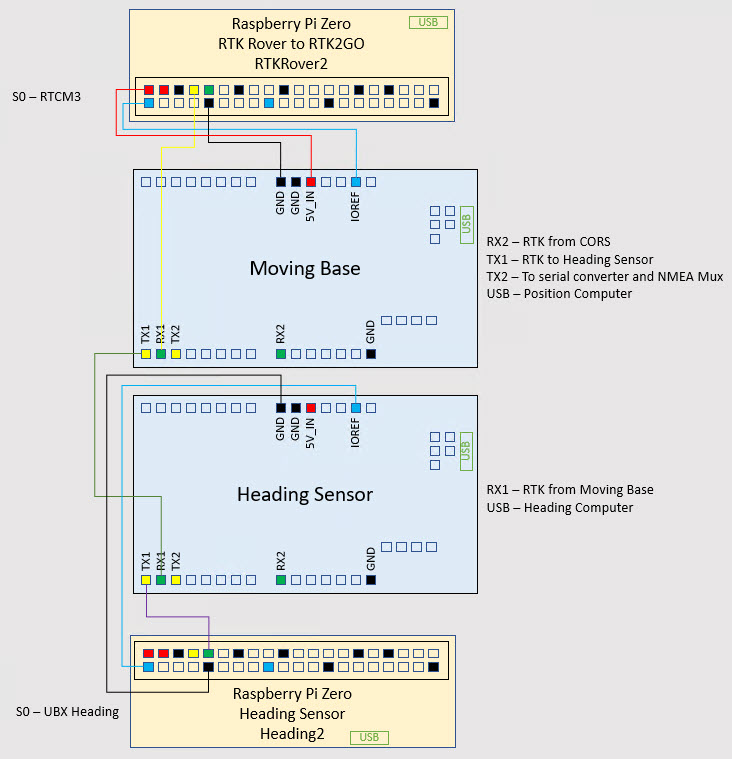 Raspberry Pi Zero
USB
RTK Rover to RTK2GO
RTKRover2
S0 – RTCM3
GND
GND
5V_IN
IOREF
USB
Moving Base
RX2 – RTK from CORS
TX1 – RTK to Heading Sensor
TX2 – To serial converter and NMEA Mux
USB – Position Computer
TX1
RX1
TX2
RX2
GND
GND
GND
5V_IN
IOREF
USB
Heading Sensor
RX1 – RTK from Moving Base
USB – Heading Computer
TX1
RX1
TX2
RX2
GND
S0 – UBX Heading
Raspberry Pi Zero
Heading Sensor
Heading2
USB